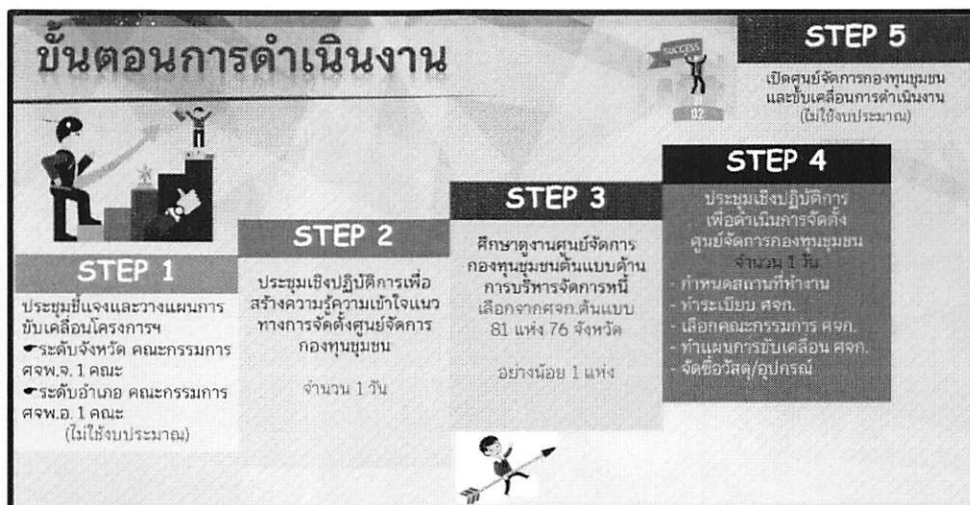 ขั้นตอนการดำเนินงาน
STEP 1
ประชุมชี้แจงและวางแผนการ
ขับเคลื่อนโครงการฯ
☛ระดับจังหวัด คณะกรรมการ
ศจพ.จ. 1 คณะ
☛ระดับอำเภอ คณะกรรมการ
ศจพ.อ. 1 คณะ
(ไม่ใช้งบประมาณ)
STEP 2
ประชุมเชิงปฏิบัติการเพื่อ
สร้างความรู้ความเข้าใจแนว
ทางการจัดตั้งศูนย์จัดการ
กองทุนชุมชน
จำนวน 1 วัน
STEP 3
ศึกษาดูงานศูนย์จัดการ
กองทุนชุมชนต้นแบบด้าน
การบริหารจัดการหนี้
เลือกจากศจก.ต้นแบบ
81 แห่ง 76 จังหวัด
อย่างน้อย 1 แห่ง
STEP 4
ประชุมเชิงปฏิบัติการ
เพื่อดำเนินการจัดตั้ง
ศูนย์จัดการกองทุนชุมชน
จำนวน 1 วัน
- กำหนดสถานที่ทำงาน
- ทำระเบียบ ศจก.
- เลือกคณะกรรมการ ศจก.
- ทำแผนการขับเคลื่อน ศจก.
- จัดซื้อวัสดุ/อุปกรณ์
SUCCESS
02
STEP 5
เปิดศูนย์จัดการกองทุนชุมชน
และขับเคลื่อนการดำเนินงาน
(ไม่ใช้งบประมาณ)